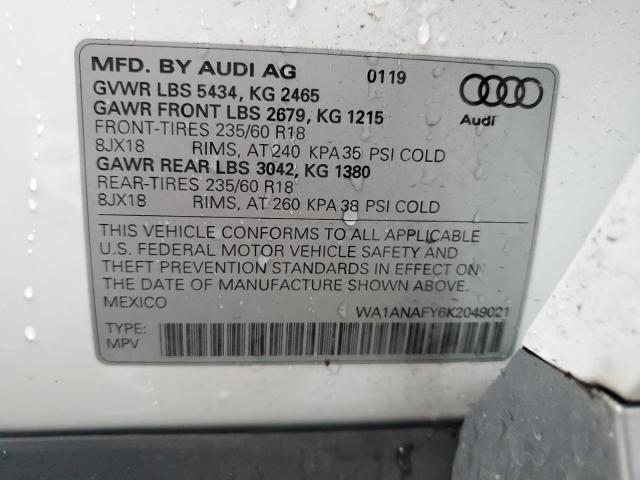 MFD. BY AUDI AG 0119
GVWR LBS 5434, KG 2465
GAWR FRONT LBS 2679, KG 1215
FRONT-TIRES 235/60 R18
8JX18 RIMS, AT 240 KPA 35 PSI COLD
GAWR REAR LBS 3042, KG 1380
REAR-TIRES 235/60 R18
8JX18 RIMS, AT 260 KPA 38 PSI COLD
Audi
THIS VEHICLE CONFORMS TO ALL APPLICABLE
U.S. FEDERAL MOTOR VEHICLE SAFETY AND
THEFT PREVENTION STANDARDS IN EFFECT ON
THE DATE OF MANUFACTURE SHOWN ABOVE.
MEXICO WA1ANAFY6K2049021
TYPE:
MPV